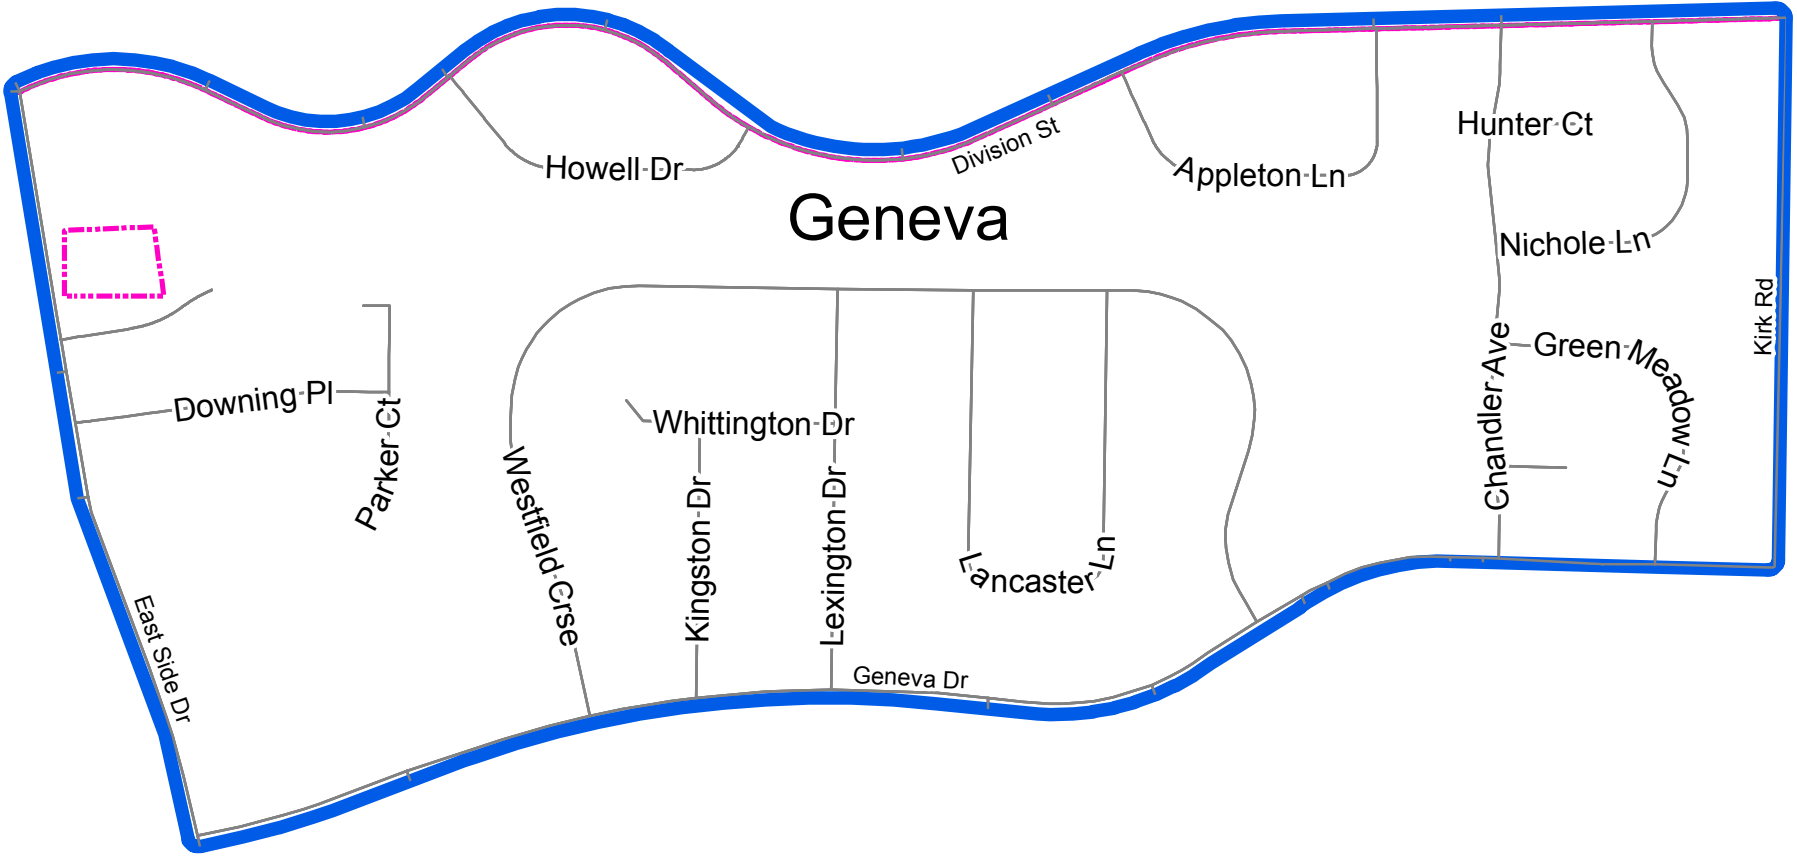 Division St
Hunter Ct
Howell Dr
Appleton Ln
Geneva
Nichole Ln
Kirk Rd
Green Meadow Ln
Chandler Ave
Downing Pl
Parker Ct
Whittington Dr
Westfield Crse
Kingston Dr
Lexington Dr
Lancaster Ln
East Side Dr
Geneva Dr